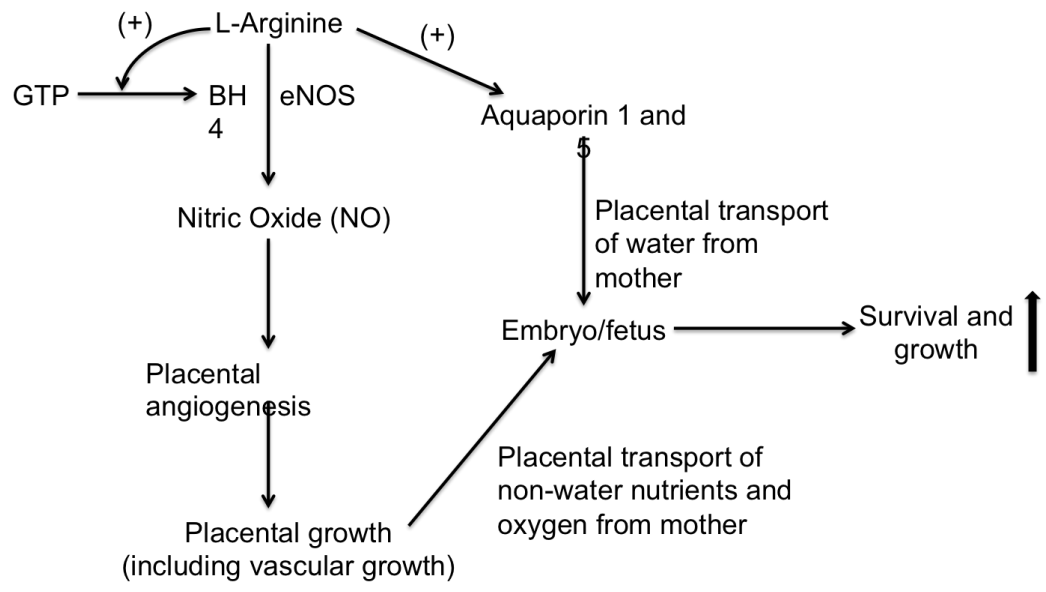 (+)
L-Arginine
(+)
GTP
BH
4
eNOS
Aquaporin 1 and
5
Nitric Oxide (NO)
Placental transport
of water from
mother
Embryo/fetus
Survival and
growth
Placental
angiogenesis
Placental transport of
non-water nutrients and
oxygen from mother
Placental growth
(including vascular growth)